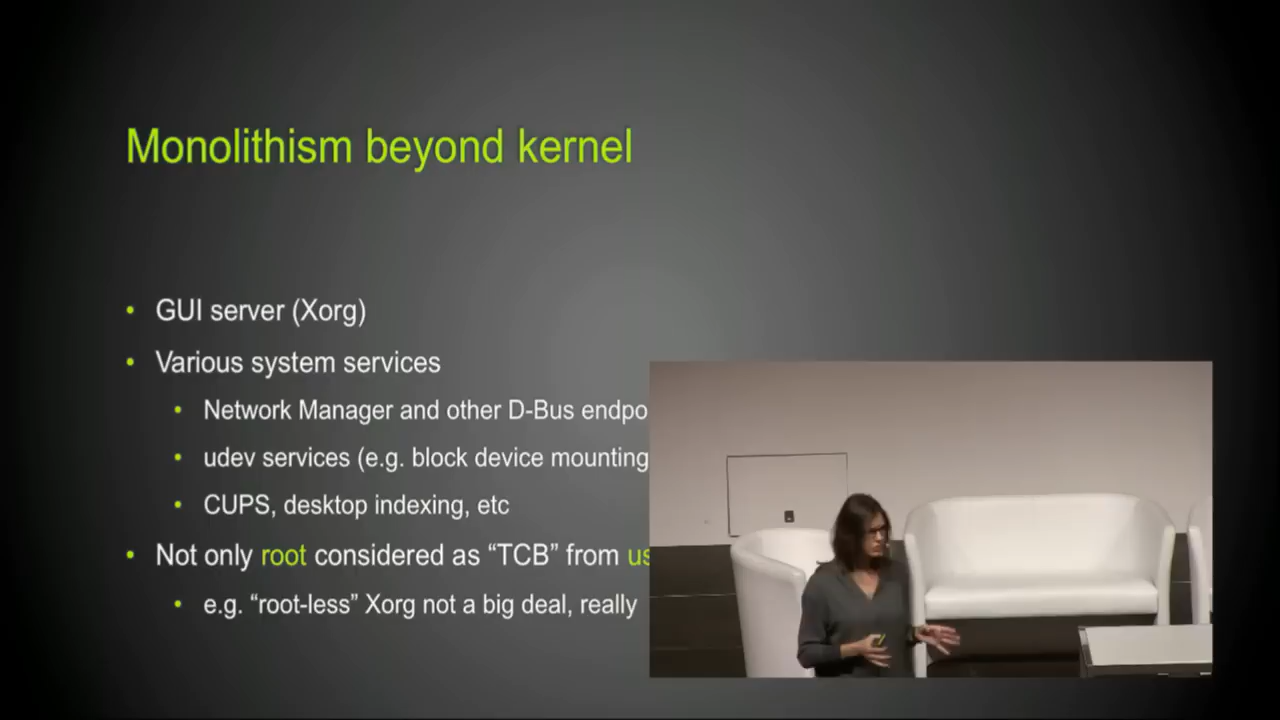 Monolithism beyond kernel
• GUI server (Xorg)
• Various system services
• Network Manager and other D-Bus endpo
• udev services (e.g. block device mounting
• CUPS, desktop indexing, etc
• Not only root considered as “TCB” from us
• e.g. “root-less” Xorg not a big deal, really